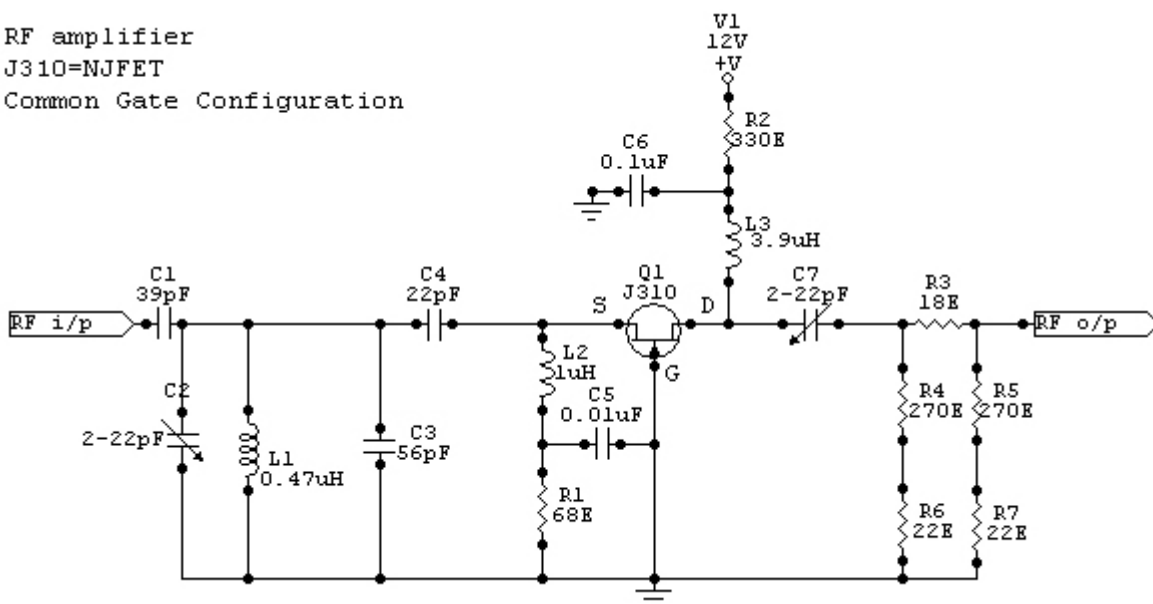 RF amplifier
J310=NJFET
Common Gate Configuration
V1
12V
+V
R2
330E
C6
0.1uF
L3
3.9uH
C1
39pF
C4
22pF
Q1
J310
S
D
G
C7
2-22pF
R3
18E
RF i/p
RF o/p
L2
1uH
C5
0.01uF
C2
2-22pF
L1
0.47uH
C3
56pF
R1
68E
R4
270E
R5
270E
R6
22E
R7
22E